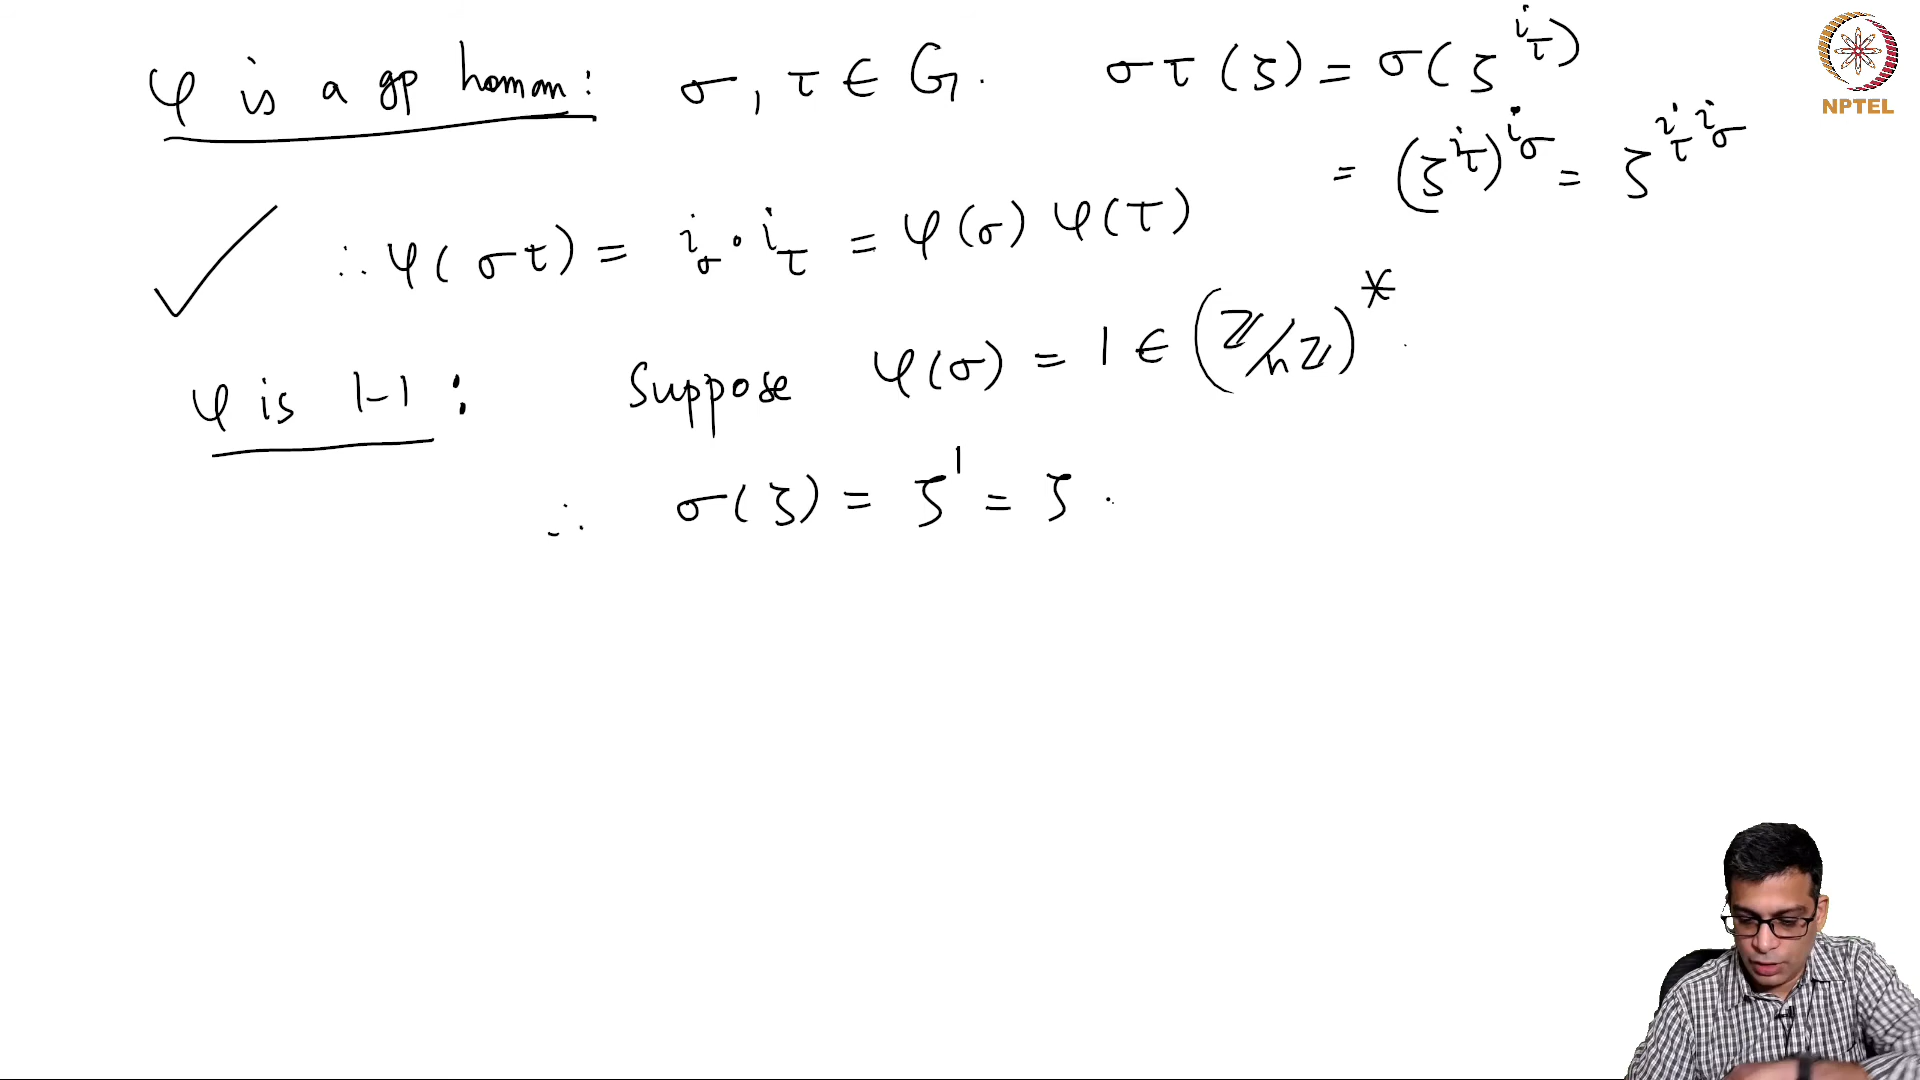 φ is a gp homom: σ, τ ∈ G. στ(ζ) = σ(ζ^{i_τ})
= (ζ^{i_τ})^{i_σ} = ζ^{i_τ i_σ}
∴ φ(στ) = i_σ · i_τ = φ(σ) φ(τ)
φ is 1-1 : Suppose φ(σ) = 1 ∈ (ℤ/nℤ)^*.
∴ σ(ζ) = ζ^1 = ζ.
NPTEL